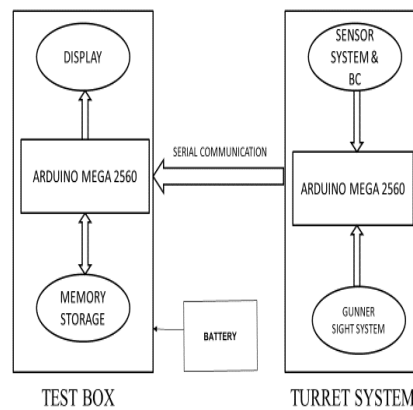 DISPLAY
ARDUINO MEGA 2560
MEMORY
STORAGE
TEST BOX
SERIAL COMMUNICATION
BATTERY
SENSOR
SYSTEM &
BC
ARDUINO MEGA 2560
GUNNER
SIGHT SYSTEM
TURRET SYSTEM